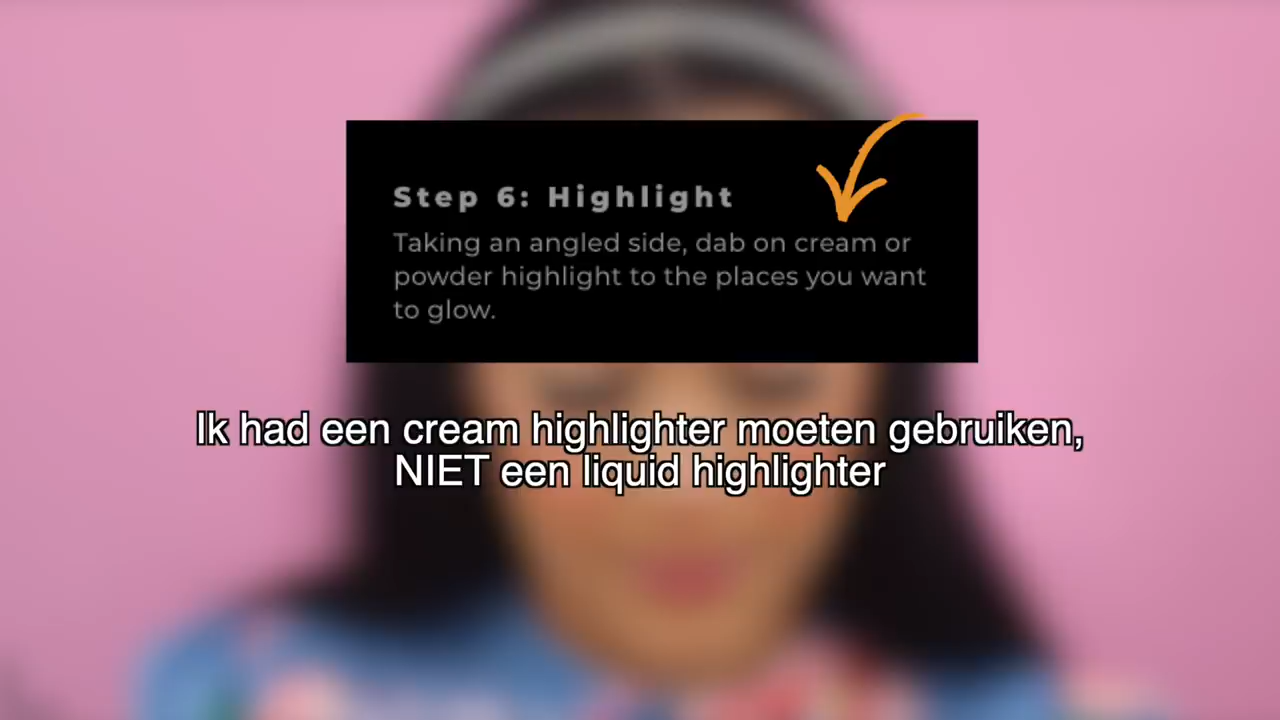 Step 6: Highlight
Taking an angled side, dab on cream or
powder highlight to the places you want
to glow.
Ik had een cream highlighter moeten gebruiken,
NIET een liquid highlighter